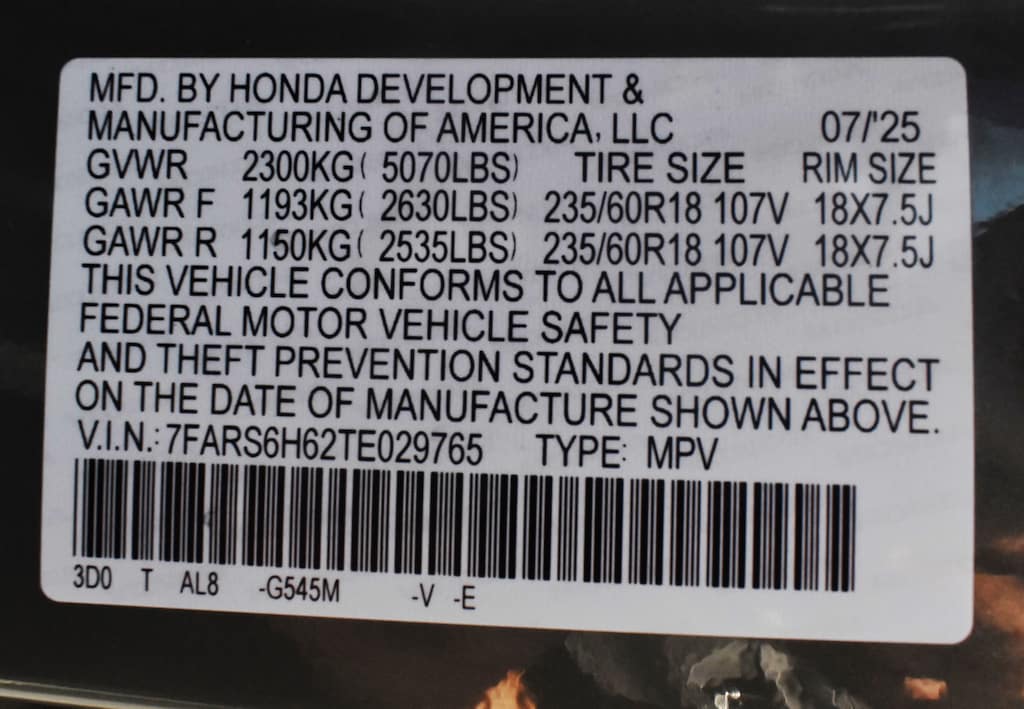 MFD. BY HONDA DEVELOPMENT &
MANUFACTURING OF AMERICA, LLC 07/'25
GVWR 2300KG( 5070LBS) TIRE SIZE RIM SIZE
GAWR F 1193KG( 2630LBS) 235/60R18 107V 18X7.5J
GAWR R 1150KG( 2535LBS) 235/60R18 107V 18X7.5J
THIS VEHICLE CONFORMS TO ALL APPLICABLE
FEDERAL MOTOR VEHICLE SAFETY
AND THEFT PREVENTION STANDARDS IN EFFECT
ON THE DATE OF MANUFACTURE SHOWN ABOVE.
V.I.N.: 7FARS6H62TE029765 TYPE: MPV
3D0 T AL8 -G545M -V -E